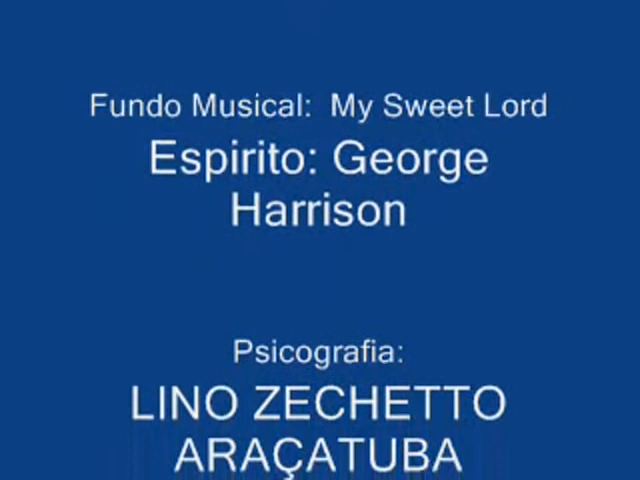 Fundo Musical: My Sweet Lord
Espirito: George
Harrison
Psicografia:
LINO ZECHETTO
ARAÇATUBA